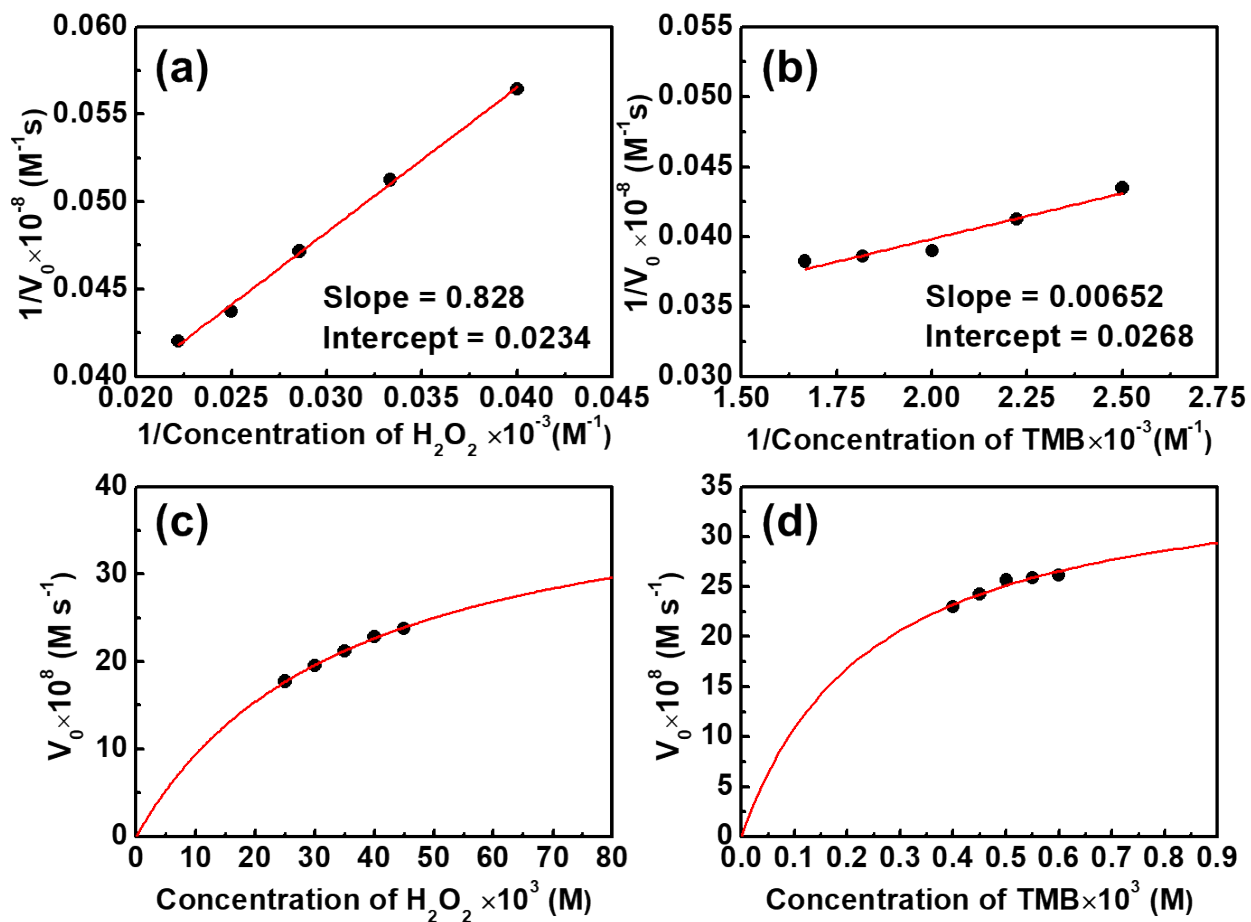 (a)
1/V₀×10⁻⁸ (M⁻¹s)
0.060
0.055
0.050
0.045
0.040
Slope = 0.828
Intercept = 0.0234
0.020 0.025 0.030 0.035 0.040 0.045
1/Concentration of H₂O₂ ×10⁻³(M⁻¹)
(b)
1/V₀ ×10⁻⁸ (M⁻¹s)
0.055
0.050
0.045
0.040
0.035
0.030
Slope = 0.00652
Intercept = 0.0268
1.50 1.75 2.00 2.25 2.50 2.75
1/Concentration of TMB×10⁻³(M⁻¹)
(c)
V₀×10⁸ (M s⁻¹)
40
30
20
10
0
0 10 20 30 40 50 60 70 80
Concentration of H₂O₂ ×10³ (M)
(d)
V₀×10⁸ (M s⁻¹)
35
30
25
20
15
10
5
0
0.0 0.1 0.2 0.3 0.4 0.5 0.6 0.7 0.8 0.9
Concentration of TMB×10³ (M)